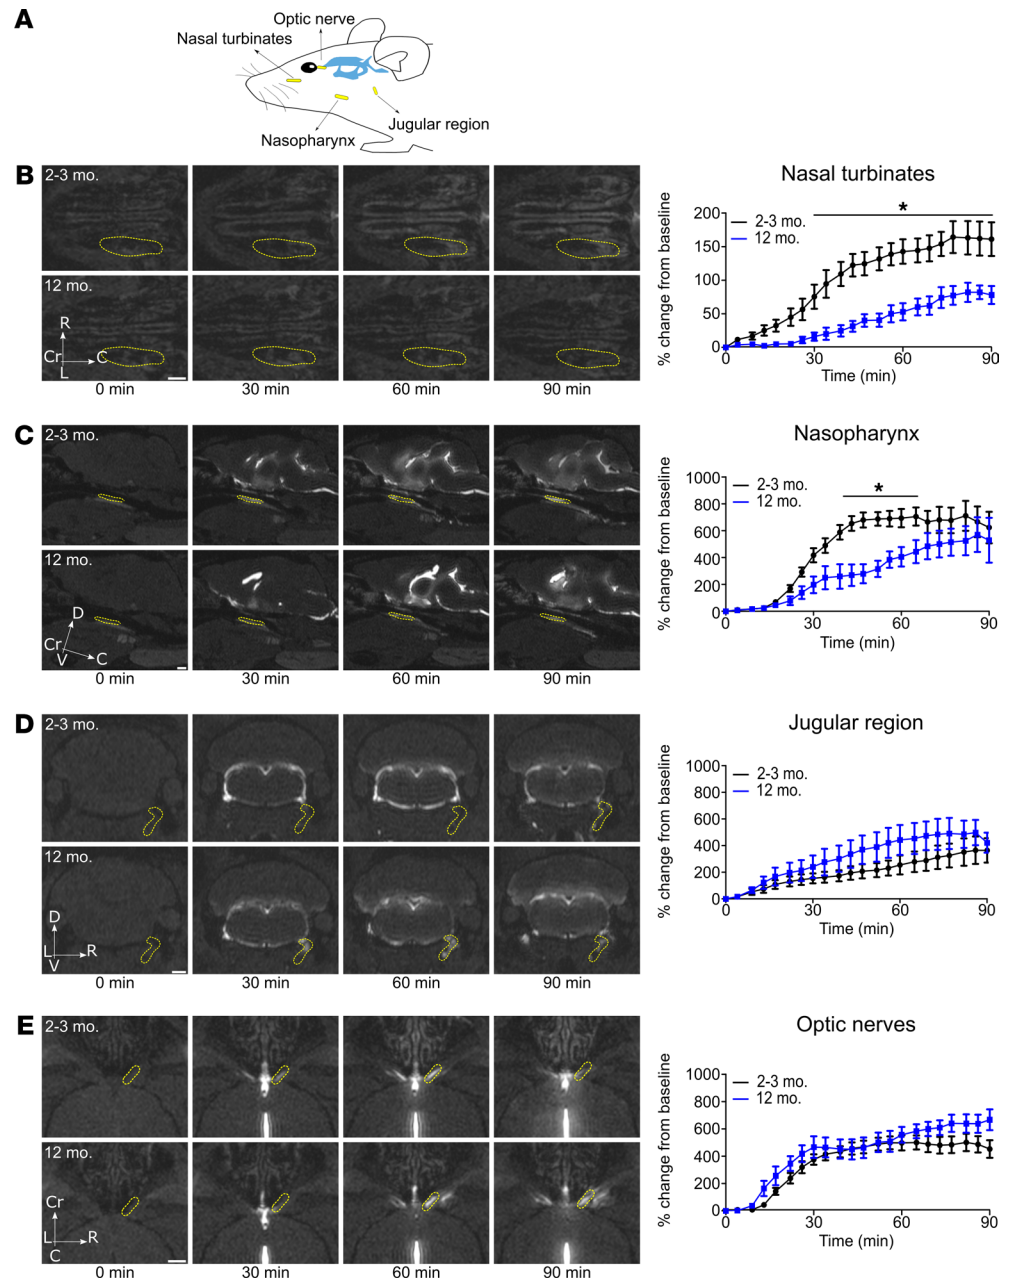 A
Optic nerve
Nasal turbinates
Jugular region
Nasopharynx
B
2-3 mo.
12 mo.
R
Cr
C
L
0 min
30 min
60 min
90 min
Nasal turbinates
% change from baseline
200
150
100
50
0
*
2-3 mo.
12 mo.
0
30
60
90
Time (min)
C
2-3 mo.
12 mo.
D
Cr
V
C
0 min
30 min
60 min
90 min
Nasopharynx
% change from baseline
1000
800
600
400
200
0
2-3 mo.
12 mo.
*
0
30
60
90
Time (min)
D
2-3 mo.
12 mo.
D
L
R
V
0 min
30 min
60 min
90 min
Jugular region
% change from baseline
1000
800
600
400
200
0
2-3 mo.
12 mo.
0
30
60
90
Time (min)
E
2-3 mo.
12 mo.
Cr
L
R
C
0 min
30 min
60 min
90 min
Optic nerves
% change from baseline
1000
800
600
400
200
0
2-3 mo.
12 mo.
0
30
60
90
Time (min)